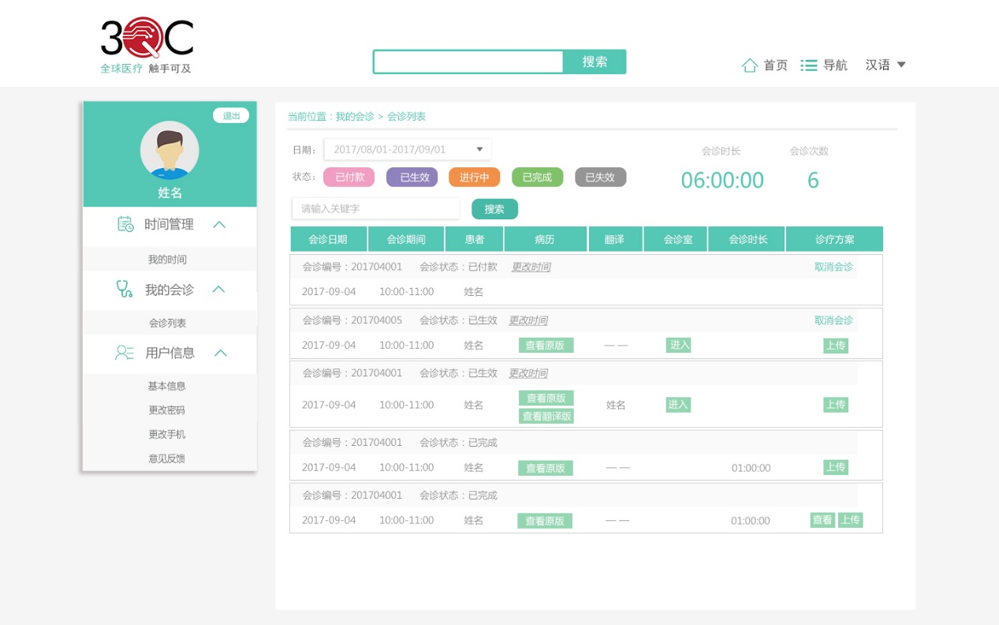 3QC
全球医疗 触手可及
搜索
首页 导航 汉语
退出
姓名
时间管理
我的时间
我的会诊
会诊列表
用户信息
基本信息
更改密码
更改手机
意见反馈
当前位置：我的会诊 > 会诊列表
日期： 2017/08/01-2017/09/01
状态： 已付款 已生效 进行中 已完成 已失效
会诊时长 会诊次数
06:00:00 6
请输入关键字 搜索
会诊日期 会诊期间 患者 病历 翻译 会诊室 会诊时长 诊疗方案
会诊编号：201704001 会诊状态：已付款 更改时间 取消会诊
2017-09-04 10:00-11:00 姓名
会诊编号：201704005 会诊状态：已生效 更改时间 取消会诊
2017-09-04 10:00-11:00 姓名 查看原版 — — 进入 上传
会诊编号：201704001 会诊状态：已生效 更改时间
2017-09-04 10:00-11:00 姓名 查看原版 姓名 进入 上传
查看翻译版
会诊编号：201704001 会诊状态：已完成
2017-09-04 10:00-11:00 姓名 查看原版 — — 01:00:00 上传
会诊编号：201704001 会诊状态：已完成
2017-09-04 10:00-11:00 姓名 查看原版 — — 01:00:00 查看 上传